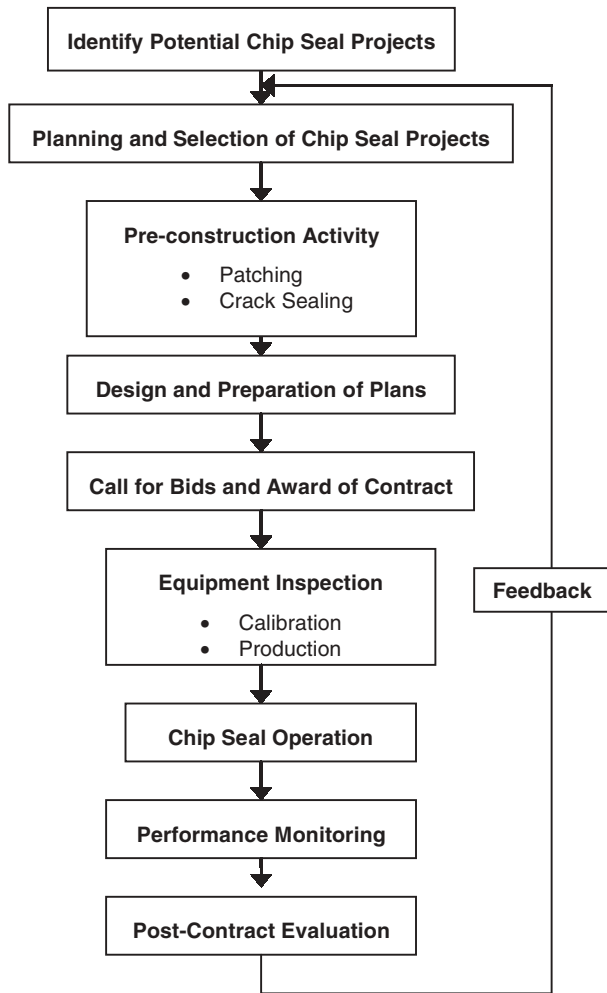 Identify Potential Chip Seal Projects
Planning and Selection of Chip Seal Projects
Pre-construction Activity
• Patching
• Crack Sealing
Design and Preparation of Plans
Call for Bids and Award of Contract
Equipment Inspection
• Calibration
• Production
Feedback
Chip Seal Operation
Performance Monitoring
Post-Contract Evaluation